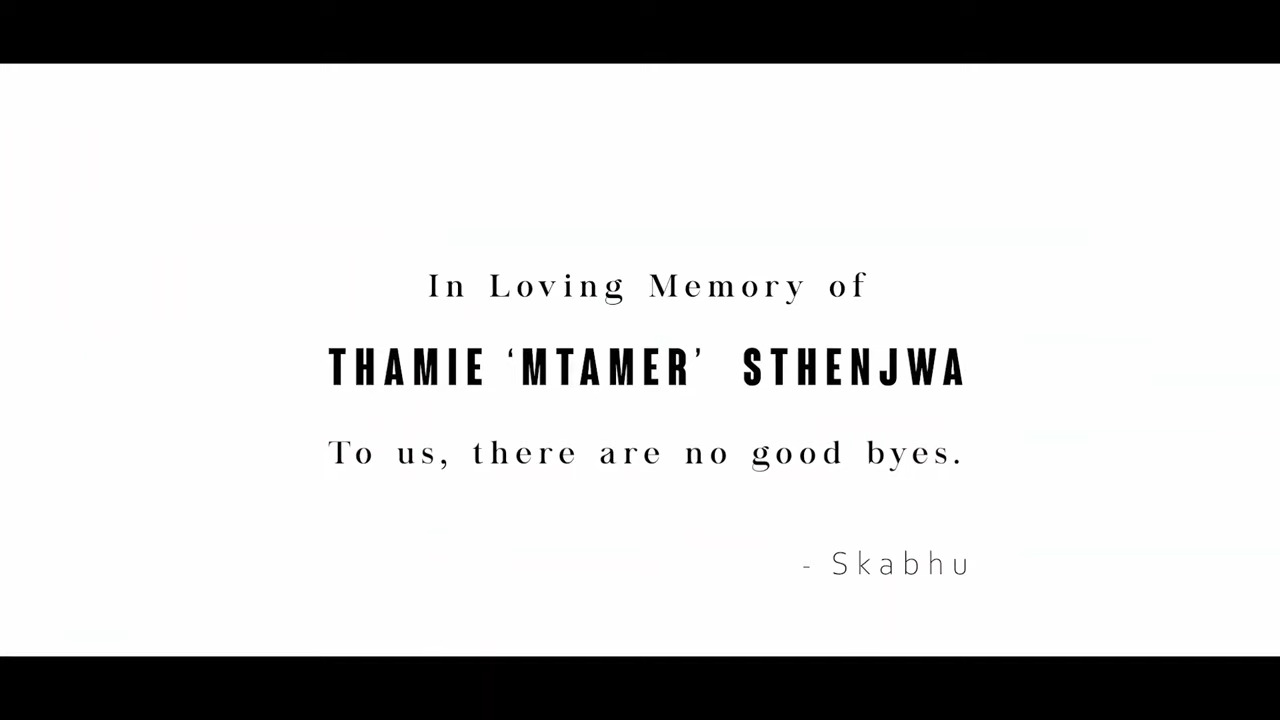 In Loving Memory of
THAMIE ‘MTAMER’ STHENJWA
To us, there are no good byes.
- Skabhu